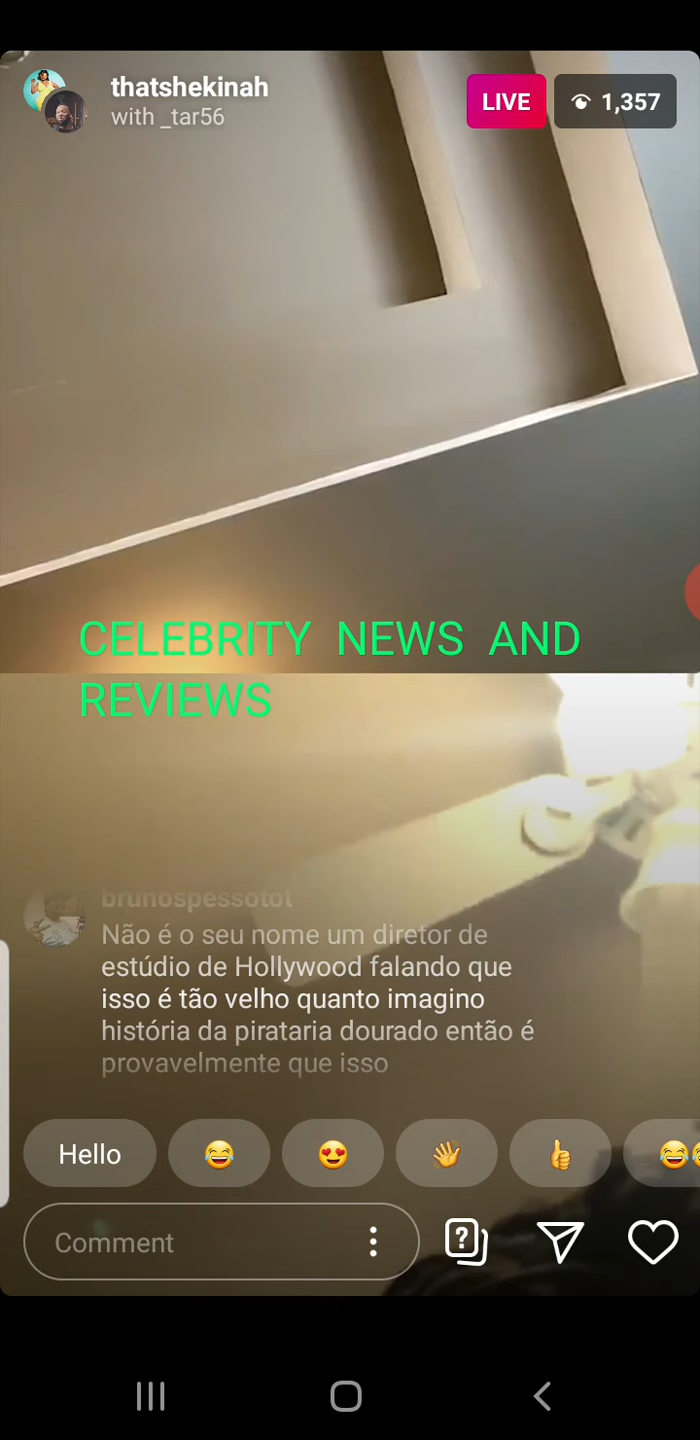 thatshekinah
with _tar56
LIVE
1,357
CELEBRITY NEWS AND
REVIEWS
brunospessotot
Não é o seu nome um diretor de
estúdio de Hollywood falando que
isso é tão velho quanto imagino
história da pirataria dourado então é
provavelmente que isso
Hello
Comment